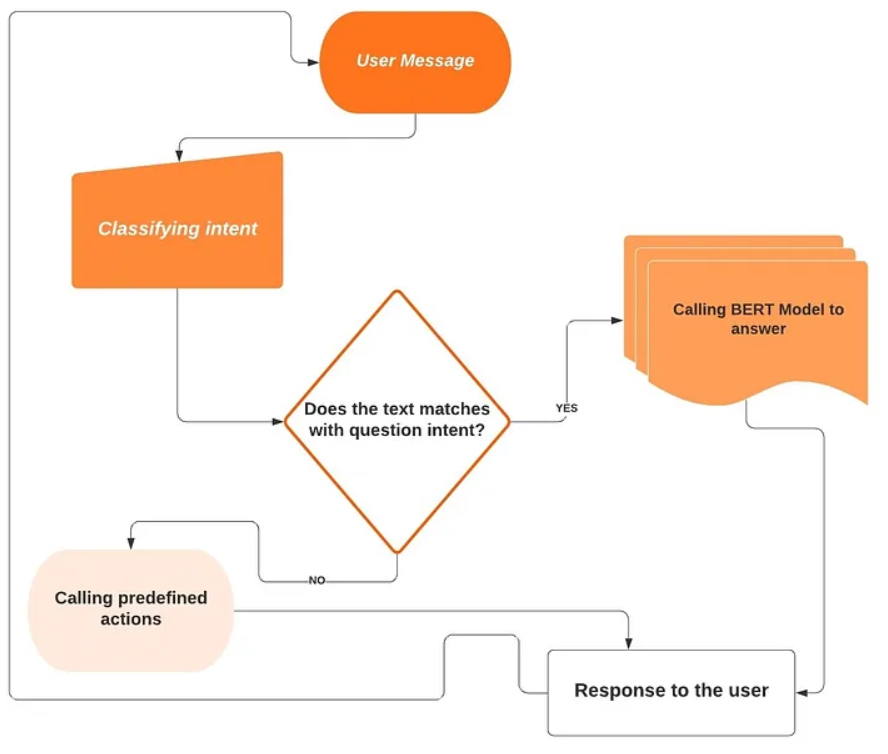 User Message
Classifying intent
Calling BERT Model to
answer
Does the text matches
with question intent?
YES
NO
Calling predefined
actions
Response to the user